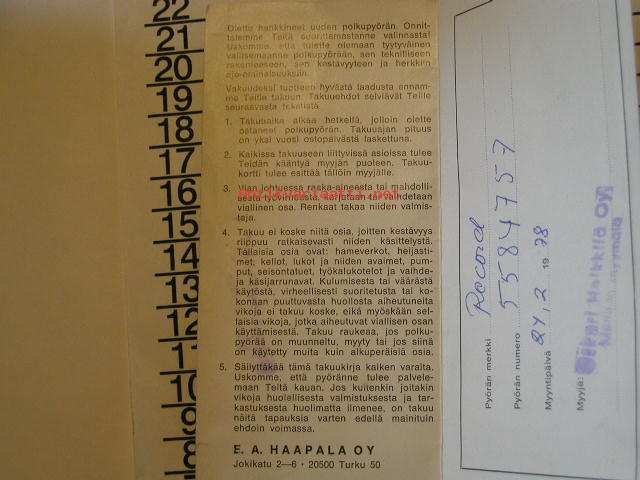 22
21
20
19
18
17
16
15
14
13
12
Olette hankkineet uuden polkupyörän. Onnit-
telemme Teitä suorittamastanne valinnasta!
Uskomme, että tulette olemaan tyytyväinen
valitsemaanne polkupyörään, sen teknilliseen
rakenteeseen, sen kestävyyteen ja herkkiin
ajo-ominaisuuksiin.
Vakuudeksi tuotteen hyvästä laadusta annam-
me Teille takuun. Takuuehdot selviävät Teille
seuraavasta tekstistä.
1. Takuuaika alkaa hetkellä, jolloin olette
ostaneet polkupyörän. Takuuajan pituus
on yksi vuosi ostopäivästä laskettuna.
2. Kaikissa takuuseen liittyvissä asioissa tulee
Teidän kääntyä myyjän puoleen. Takuu-
kortti tulee esittää tällöin myyjälle.
3. Vian johtuessa raaka-aineesta tai mahdolli-
sesta työvirheestä, korjataan tai vaihdetaan
viallinen osa. Renkaat takaa niiden valmis-
taja.
4. Takuu ei koske niitä osia, joitten kestävyys
riippuu ratkaisevasti niiden käsittelystä.
Tällaisia osia ovat: hameverkot, heijasti-
met, kellot, lukot ja niiden avaimet, pum-
put, seisontatuet, työkalukotelot ja vaihde-
ja käsijarrunavat. Kulumisesta tai väärästä
käytöstä, virheellisesti suoritetusta tai ko-
konaan puuttuvasta huollosta aiheutuneita
vikoja ei takuu koske, eikä myöskään sel-
laisia vikoja, jotka aiheutuvat viallisen osan
käyttämisestä. Takuu raukeaa, jos polku-
pyörää on muunneltu, myyty tai jos siinä
on käytetty muita kuin alkuperäisiä osia.
5. Säilyttäkää tämä takuukirja kaiken varalta.
Uskomme, että pyöränne tulee palvele-
maan Teitä kauan. Jos kuitenkin joitakin
vikoja huolellisesta valmistuksesta ja tar-
kastuksesta huolimatta ilmenee, on takuu
näitä tapauksia varten edellä mainituin
ehdoin voimassa.
E. A. HAAPALA OY
Jokikatu 2—6 • 20500 Turku 50
Pyörän merkki Record
Pyörän numero 5584757
Myyntipäivä 24,2 1978
Myyjä: Oy